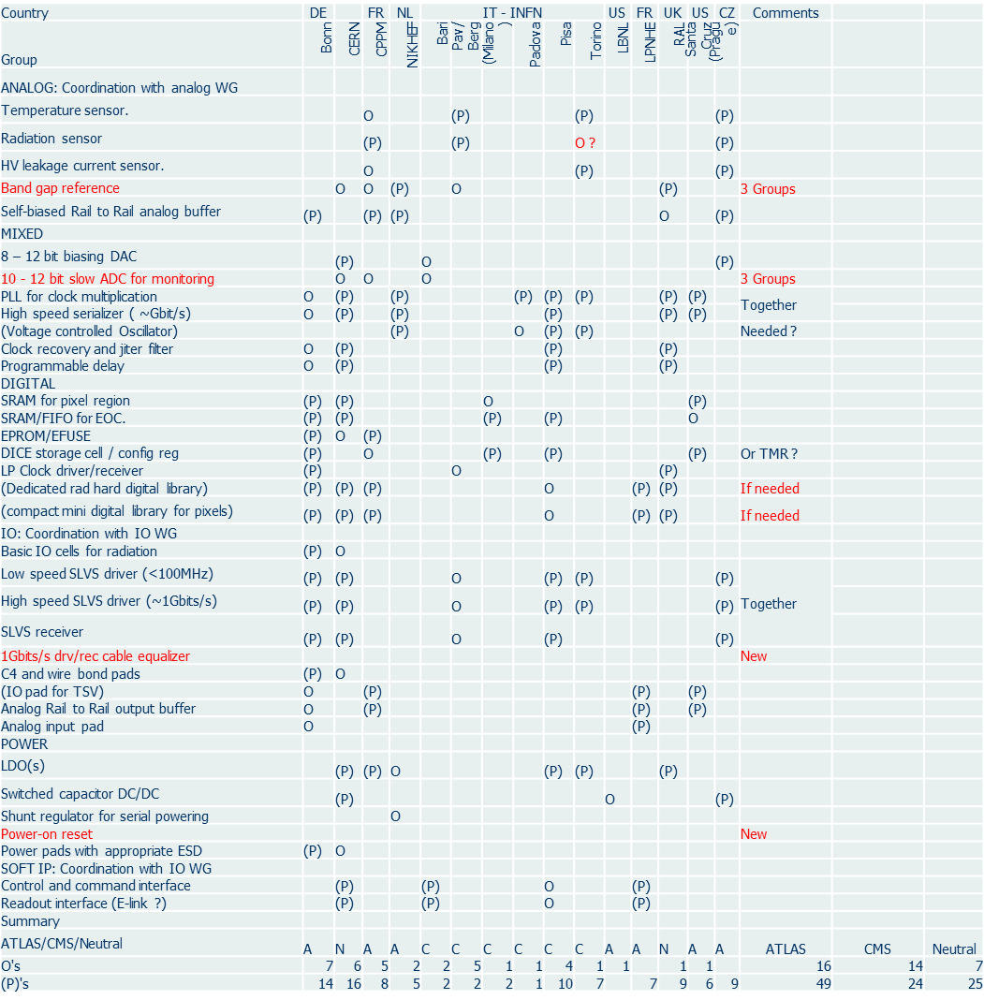 Country DE FR NL IT - INFN US FR UK US CZ Comments
Group Bonn CERN CPPM NIKHEF Bari Pav/Berg (Milano) Padova Pisa Torino LBNL LPNHE RAL Santa Cruz (Prague)
ANALOG: Coordination with analog WG
Temperature sensor. O (P) (P) (P)
Radiation sensor (P) (P) O ? (P)
HV leakage current sensor. O (P) (P)
Band gap reference O O (P) O (P) 3 Groups
Self-biased Rail to Rail analog buffer (P) (P) (P) O (P)
MIXED
8 – 12 bit biasing DAC (P) O (P)
10 - 12 bit slow ADC for monitoring O O O 3 Groups
PLL for clock multiplication O (P) (P) (P) (P) (P) (P) (P)
Together
High speed serializer ( ~Gbit/s) O (P) (P) (P) (P) (P)
(Voltage controlled Oscillator) (P) O (P) (P) Needed ?
Clock recovery and jiter filter O (P) (P) (P)
Programmable delay O (P) (P) (P)
DIGITAL
SRAM for pixel region (P) (P) O (P)
SRAM/FIFO for EOC. (P) (P) (P) (P) O
EPROM/EFUSE (P) O (P)
DICE storage cell / config reg (P) O (P) (P) (P) Or TMR ?
LP Clock driver/receiver (P) O (P)
(Dedicated rad hard digital library) (P) (P) (P) O (P) (P) If needed
(compact mini digital library for pixels) (P) (P) (P) O (P) (P) If needed
IO: Coordination with IO WG
Basic IO cells for radiation (P) O
Low speed SLVS driver (<100MHz) (P) (P) O (P) (P) (P)
High speed SLVS driver (~1Gbits/s) (P) (P) O (P) (P) (P) Together
SLVS receiver (P) (P) O (P) (P)
1Gbits/s drv/rec cable equalizer New
C4 and wire bond pads (P) O
(IO pad for TSV) O (P) (P) (P)
Analog Rail to Rail output buffer O (P) (P) (P)
Analog input pad O (P)
POWER
LDO(s) (P) (P) O (P) (P) (P)
Switched capacitor DC/DC (P) O (P)
Shunt regulator for serial powering O
Power-on reset New
Power pads with appropriate ESD (P) O
SOFT IP: Coordination with IO WG
Control and command interface (P) (P) O (P)
Readout interface (E-link ?) (P) (P) O (P)
Summary
ATLAS/CMS/Neutral A N A A C C C C C C A A N A A ATLAS CMS Neutral
O's 7 6 5 2 2 5 1 1 4 1 1 1 1 16 14 7
(P)'s 14 16 8 5 2 2 2 1 10 7 7 9 6 9 49 24 25